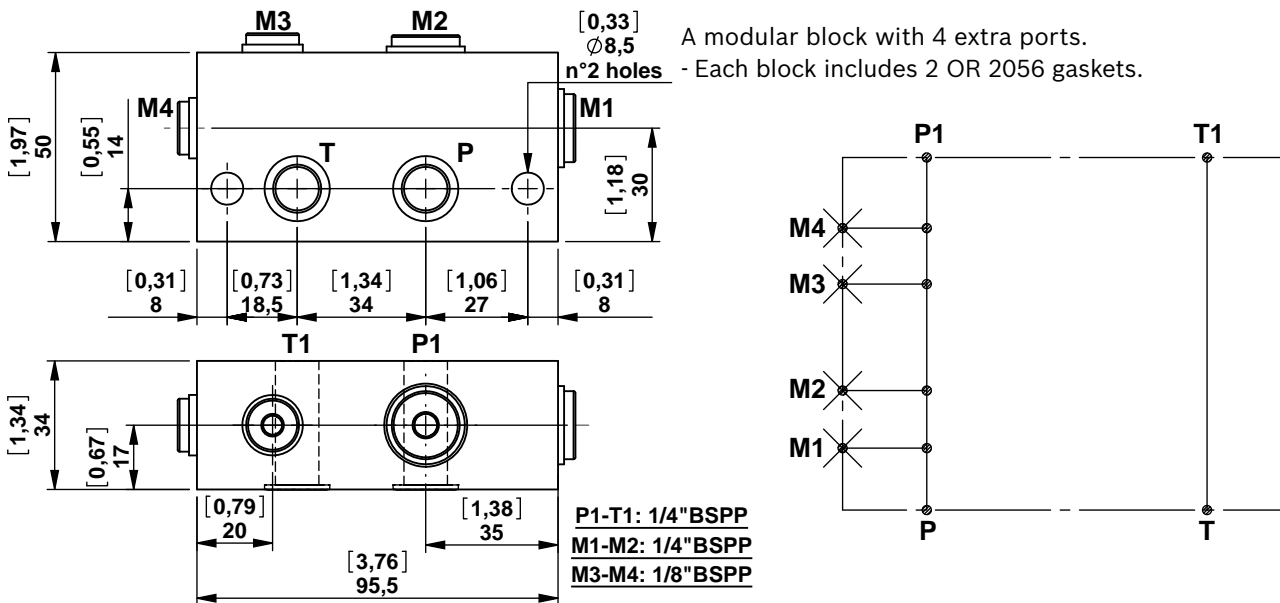 M3
M2
[0,33]
∅8,5
n°2 holes
A modular block with 4 extra ports.
- Each block includes 2 OR 2056 gaskets.
M4
M1
[1,97]
50
[0,55]
14
T
P
[1,18]
30
[0,31]
8
[0,73]
18,5
[1,34]
34
[1,06]
27
[0,31]
8
P1
T1
M4
M3
M2
M1
P
T
T1
P1
[1,34]
34
[0,67]
17
[0,79]
20
[1,38]
35
[3,76]
95,5
P1-T1: 1/4"BSPP
M1-M2: 1/4"BSPP
M3-M4: 1/8"BSPP